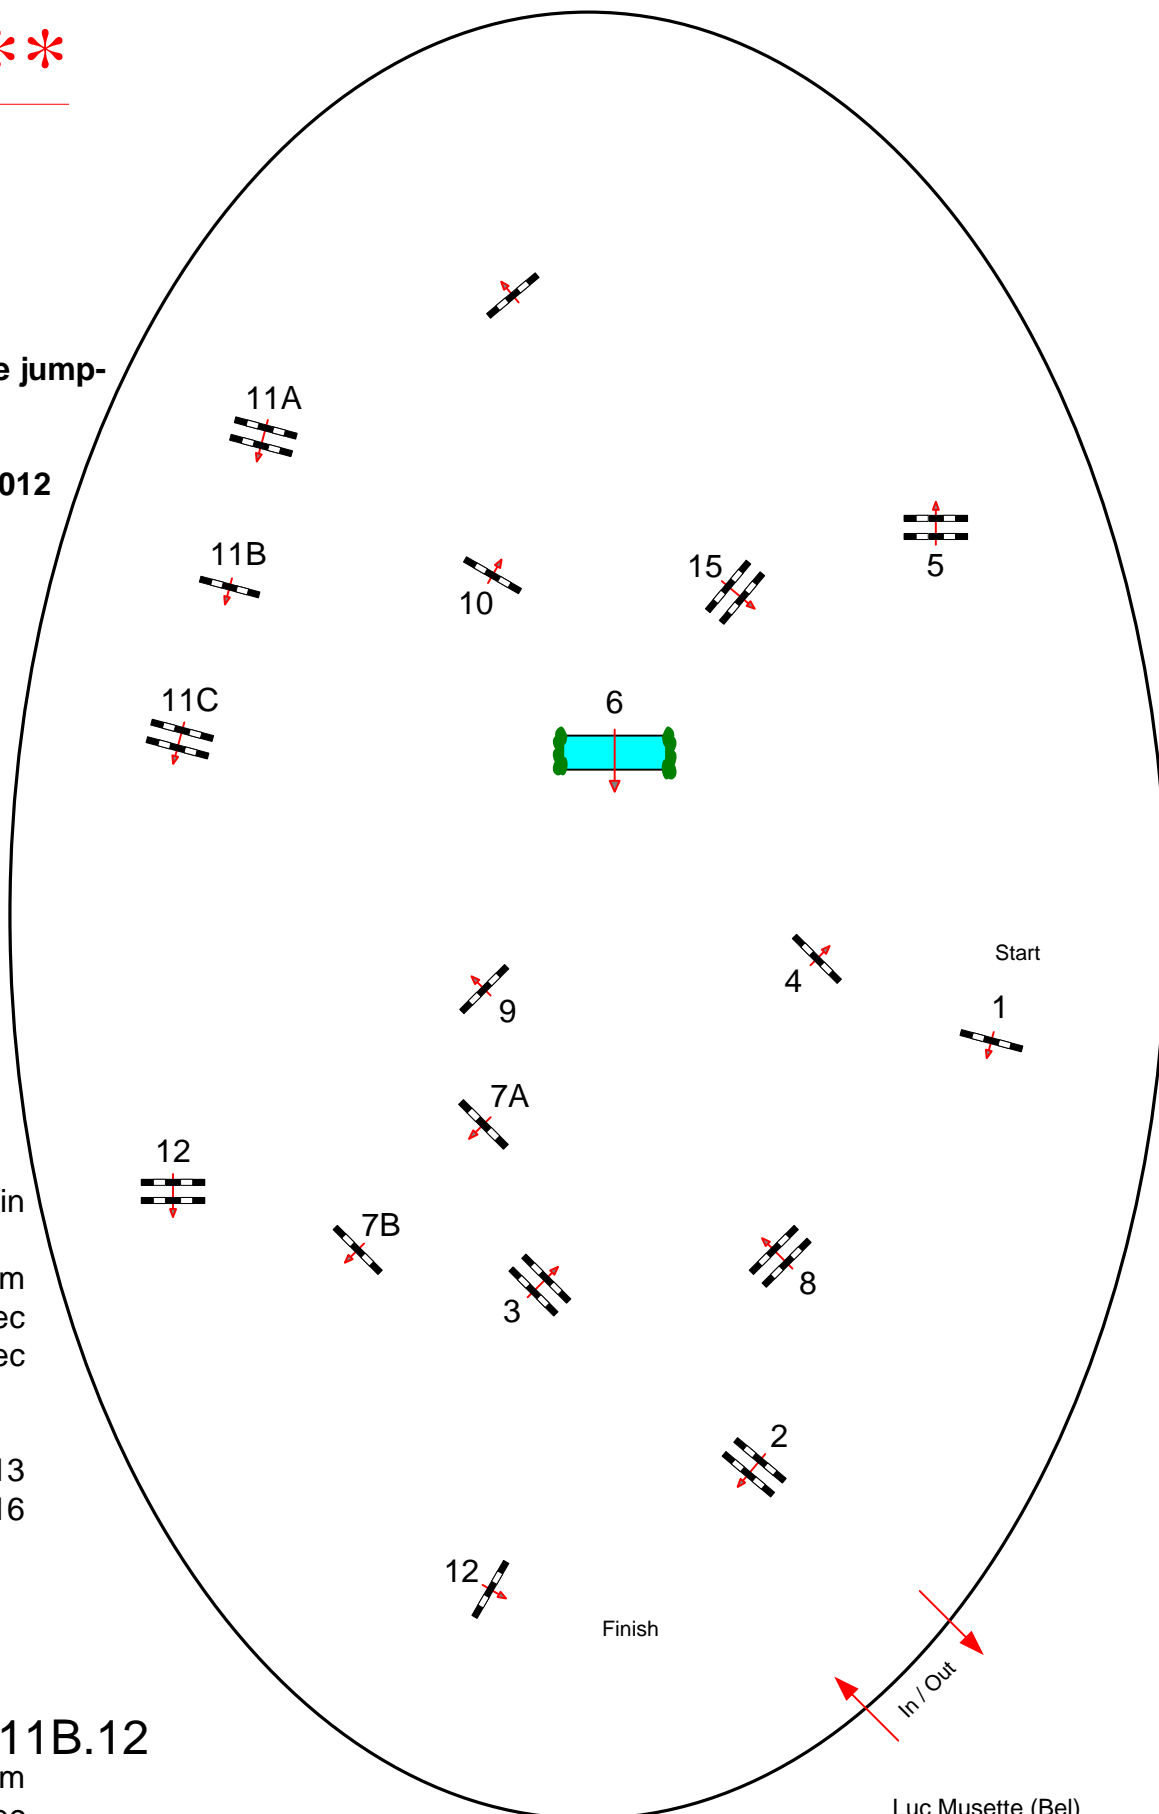 **
e jump-
11A
012
11B
15
5
10
11C
6
Start
4
1
9
7A
12
in
7B
m
8
ec
3
ec
2
13
16
12
Finish
In / Out
11B.12
m
Luc Musette (Bel)